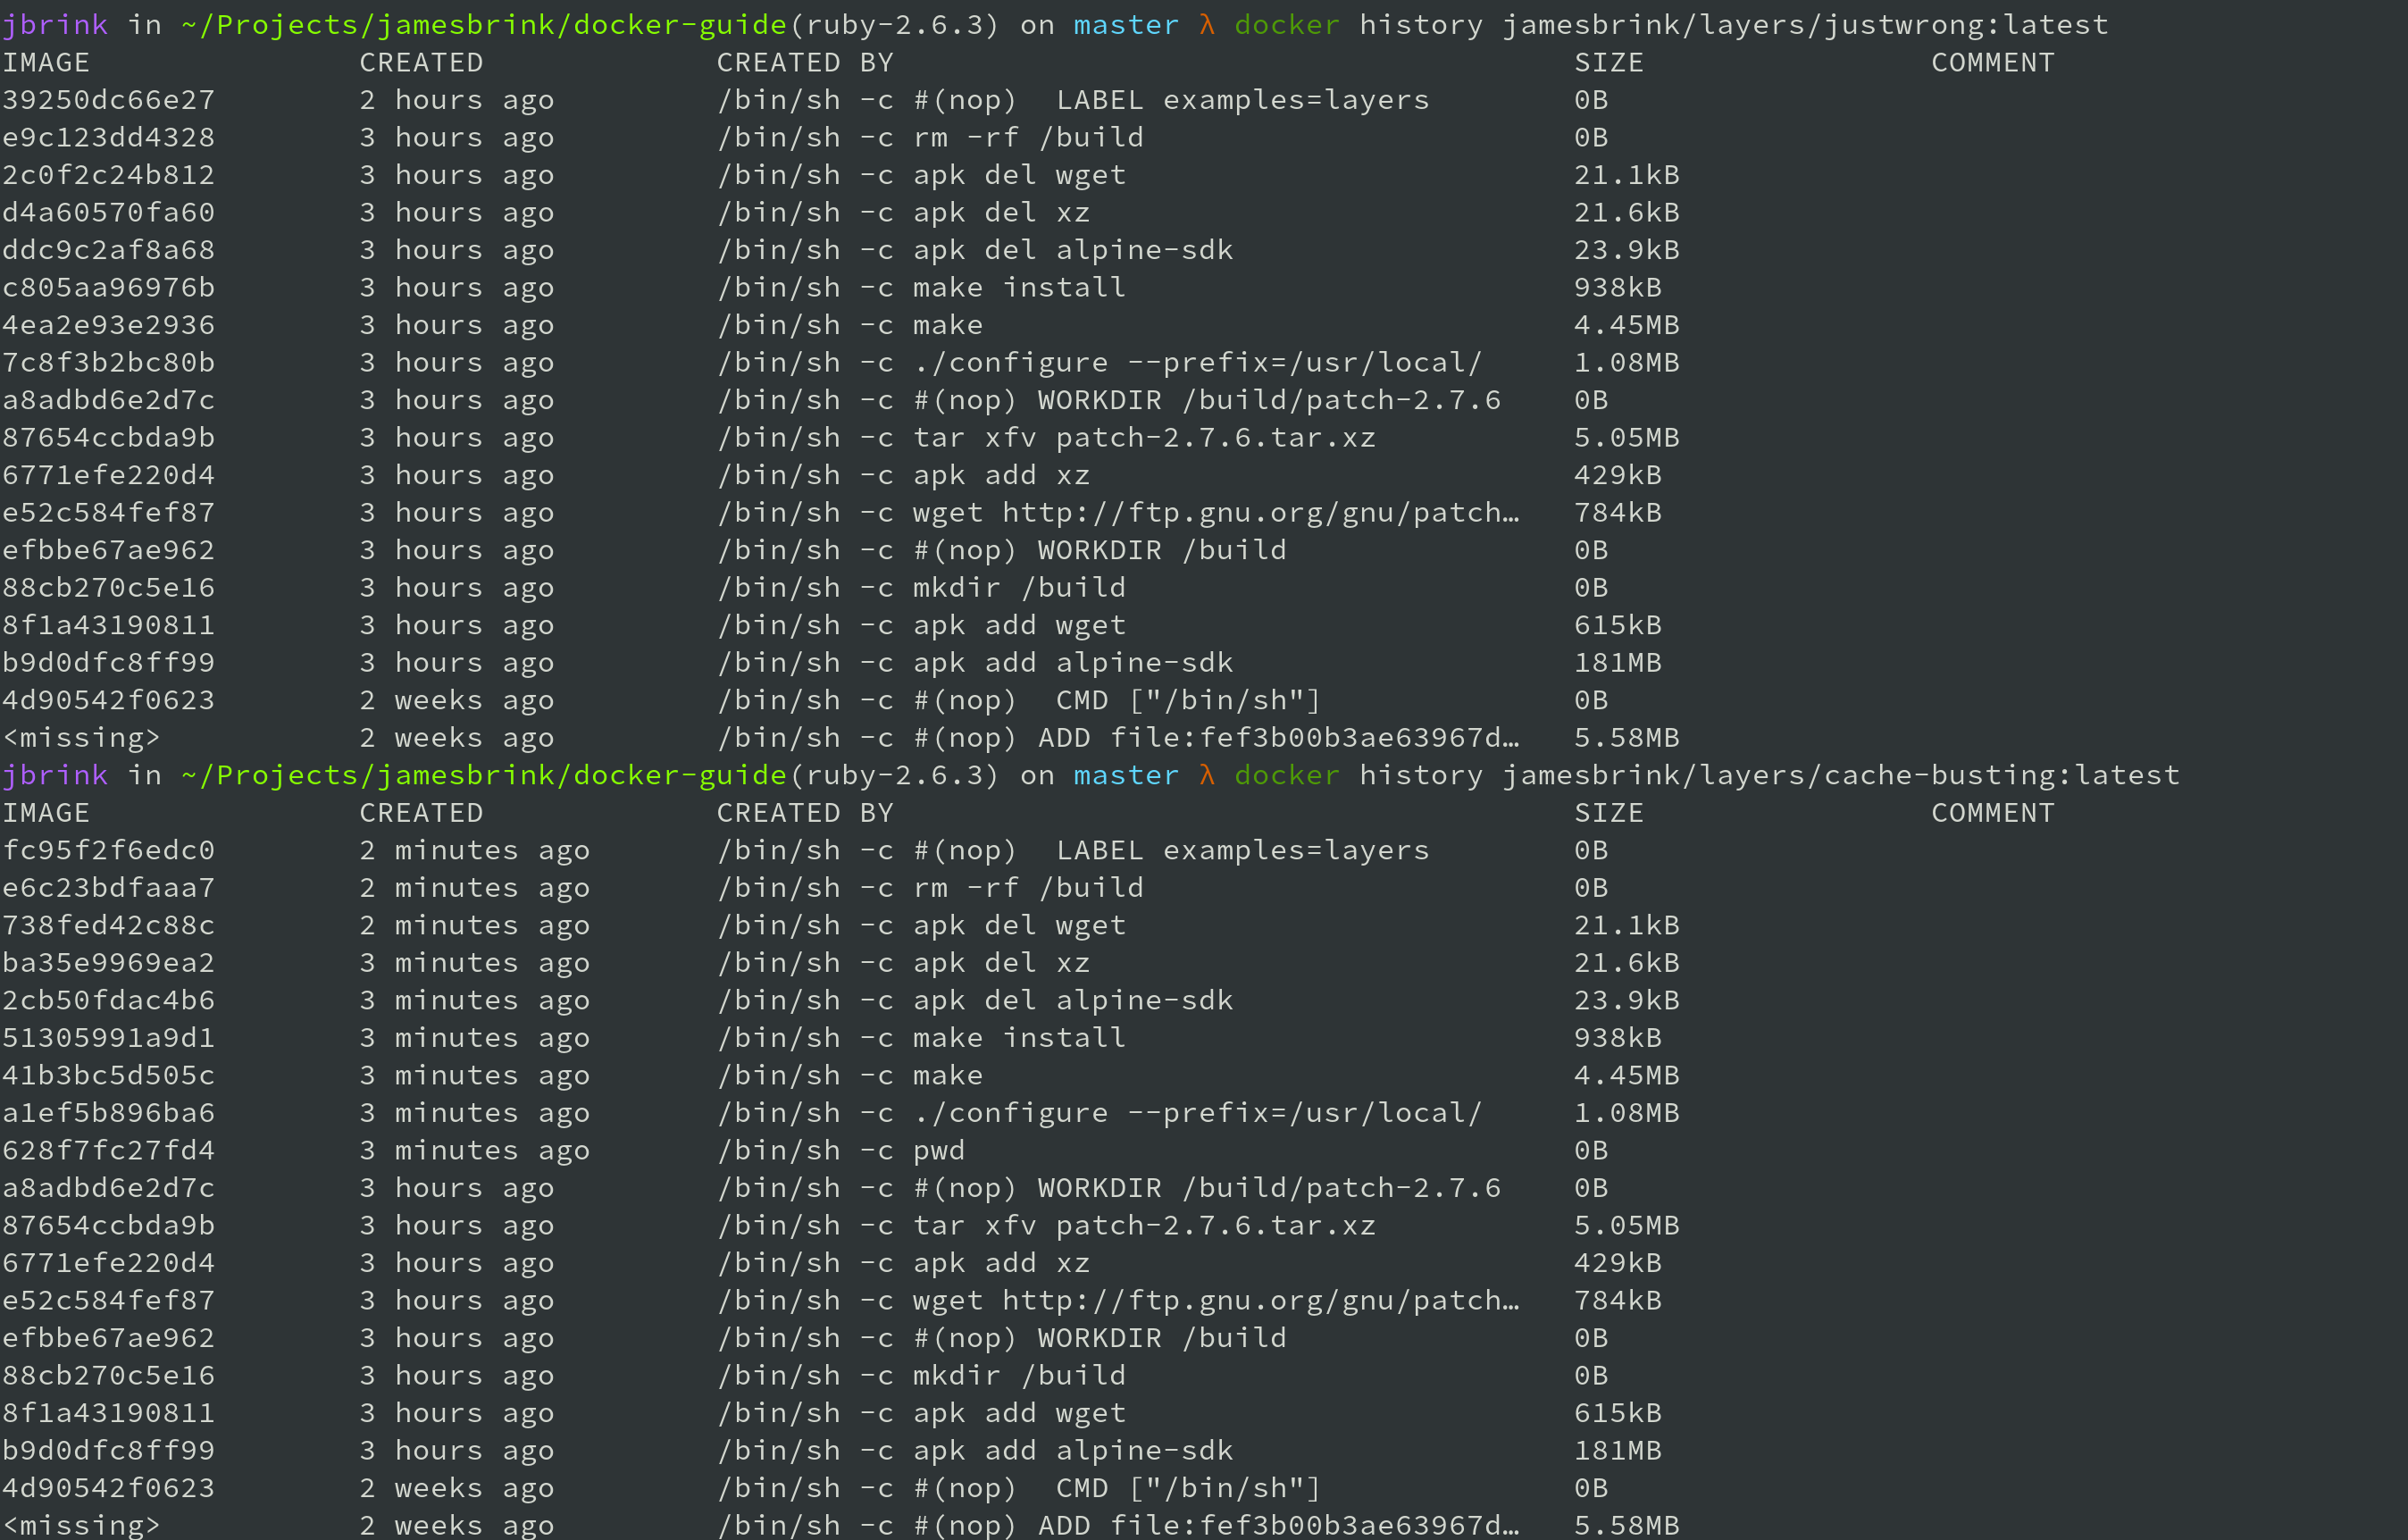 jbrink in ~/Projects/jamesbrink/docker-guide(ruby-2.6.3) on master λ docker history jamesbrink/layers/justwrong:latest
IMAGE               CREATED             CREATED BY                                      SIZE                COMMENT
39250dc66e27        2 hours ago         /bin/sh -c #(nop)  LABEL examples=layers        0B
e9c123dd4328        3 hours ago         /bin/sh -c rm -rf /build                        0B
2c0f2c24b812        3 hours ago         /bin/sh -c apk del wget                         21.1kB
d4a60570fa60        3 hours ago         /bin/sh -c apk del xz                           21.6kB
ddc9c2af8a68        3 hours ago         /bin/sh -c apk del alpine-sdk                   23.9kB
c805aa96976b        3 hours ago         /bin/sh -c make install                         938kB
4ea2e93e2936        3 hours ago         /bin/sh -c make                                 4.45MB
7c8f3b2bc80b        3 hours ago         /bin/sh -c ./configure --prefix=/usr/local/     1.08MB
a8adbd6e2d7c        3 hours ago         /bin/sh -c #(nop) WORKDIR /build/patch-2.7.6    0B
87654ccbda9b        3 hours ago         /bin/sh -c tar xfv patch-2.7.6.tar.xz           5.05MB
6771efe220d4        3 hours ago         /bin/sh -c apk add xz                           429kB
e52c584fef87        3 hours ago         /bin/sh -c wget http://ftp.gnu.org/gnu/patch…   784kB
efbbe67ae962        3 hours ago         /bin/sh -c #(nop) WORKDIR /build                0B
88cb270c5e16        3 hours ago         /bin/sh -c mkdir /build                         0B
8f1a43190811        3 hours ago         /bin/sh -c apk add wget                         615kB
b9d0dfc8ff99        3 hours ago         /bin/sh -c apk add alpine-sdk                   181MB
4d90542f0623        2 weeks ago         /bin/sh -c #(nop)  CMD ["/bin/sh"]              0B
<missing>           2 weeks ago         /bin/sh -c #(nop) ADD file:fef3b00b3ae63967d…   5.58MB
jbrink in ~/Projects/jamesbrink/docker-guide(ruby-2.6.3) on master λ docker history jamesbrink/layers/cache-busting:latest
IMAGE               CREATED             CREATED BY                                      SIZE                COMMENT
fc95f2f6edc0        2 minutes ago       /bin/sh -c #(nop)  LABEL examples=layers        0B
e6c23bdfaaa7        2 minutes ago       /bin/sh -c rm -rf /build                        0B
738fed42c88c        2 minutes ago       /bin/sh -c apk del wget                         21.1kB
ba35e9969ea2        3 minutes ago       /bin/sh -c apk del xz                           21.6kB
2cb50fdac4b6        3 minutes ago       /bin/sh -c apk del alpine-sdk                   23.9kB
51305991a9d1        3 minutes ago       /bin/sh -c make install                         938kB
41b3bc5d505c        3 minutes ago       /bin/sh -c make                                 4.45MB
a1ef5b896ba6        3 minutes ago       /bin/sh -c ./configure --prefix=/usr/local/     1.08MB
628f7fc27fd4        3 minutes ago       /bin/sh -c pwd                                  0B
a8adbd6e2d7c        3 hours ago         /bin/sh -c #(nop) WORKDIR /build/patch-2.7.6    0B
87654ccbda9b        3 hours ago         /bin/sh -c tar xfv patch-2.7.6.tar.xz           5.05MB
6771efe220d4        3 hours ago         /bin/sh -c apk add xz                           429kB
e52c584fef87        3 hours ago         /bin/sh -c wget http://ftp.gnu.org/gnu/patch…   784kB
efbbe67ae962        3 hours ago         /bin/sh -c #(nop) WORKDIR /build                0B
88cb270c5e16        3 hours ago         /bin/sh -c mkdir /build                         0B
8f1a43190811        3 hours ago         /bin/sh -c apk add wget                         615kB
b9d0dfc8ff99        3 hours ago         /bin/sh -c apk add alpine-sdk                   181MB
4d90542f0623        2 weeks ago         /bin/sh -c #(nop)  CMD ["/bin/sh"]              0B
<missing>           2 weeks ago         /bin/sh -c #(nop) ADD file:fef3b00b3ae63967d…   5.58MB